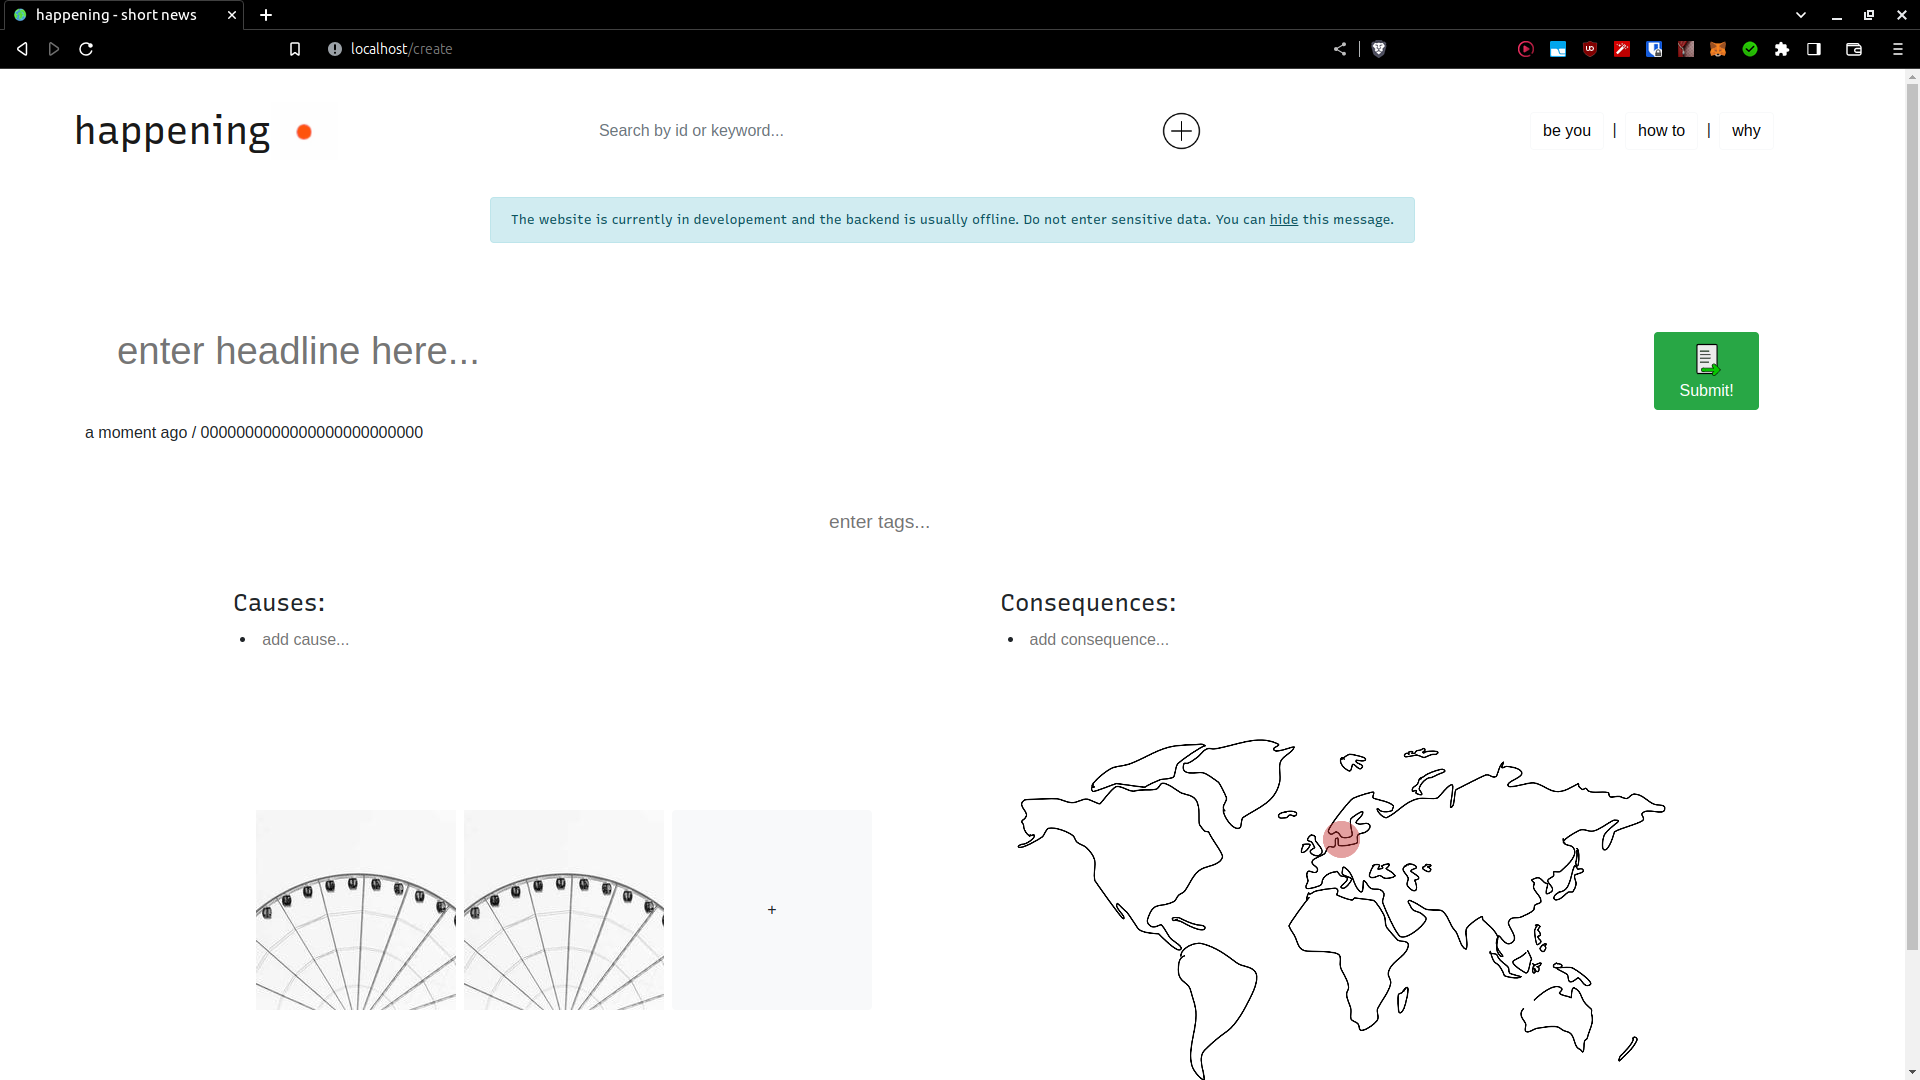 happening - short news
localhost/create
happening
Search by id or keyword...
be you | how to | why
The website is currently in developement and the backend is usually offline. Do not enter sensitive data. You can hide this message.
enter headline here...
Submit!
a moment ago / 0000000000000000000000000
enter tags...
Causes:
Consequences:
• add cause...
• add consequence...
+